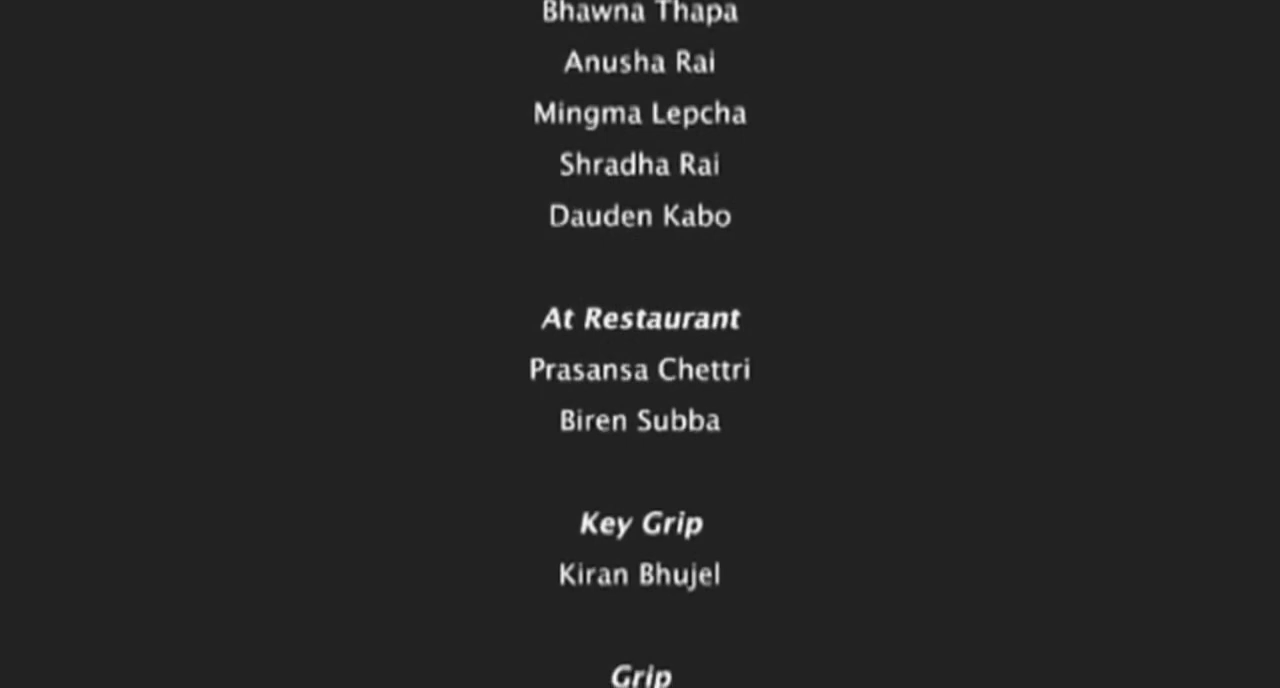 Bhawna Thapa
Anusha Rai
Mingma Lepcha
Shradha Rai
Dauden Kabo
At Restaurant
Prasansa Chettri
Biren Subba
Key Grip
Kiran Bhujel
Grip